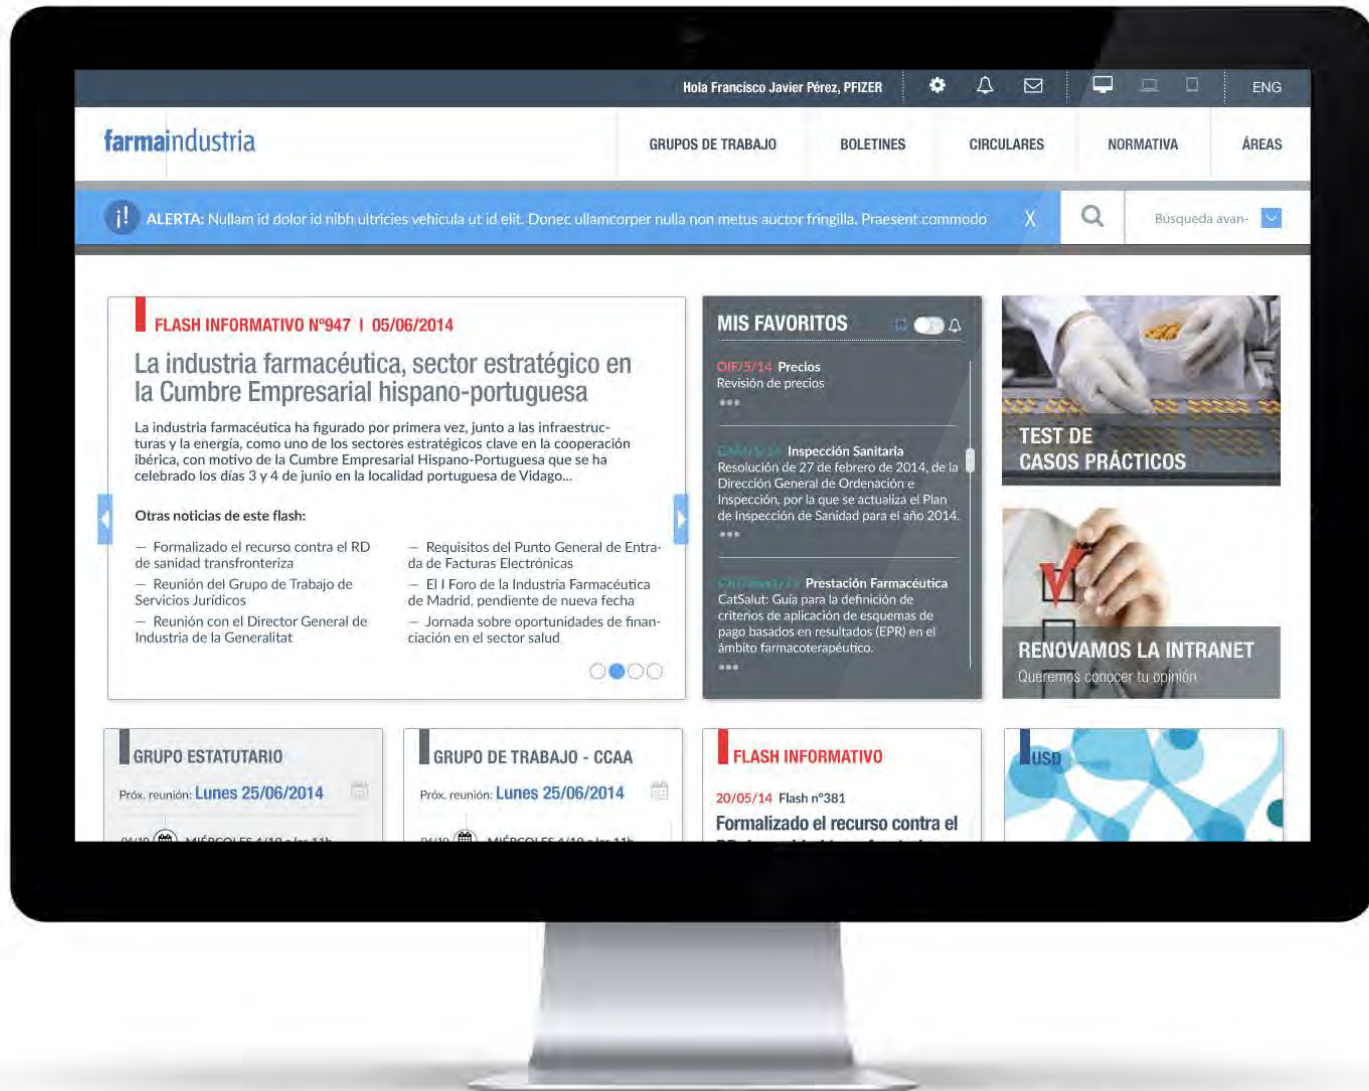 Hola Francisco Javier Pérez, PFIZER
ENG
farmaindustria
GRUPOS DE TRABAJO
BOLETINES
CIRCULARES
NORMATIVA
ÁREAS
¡! ALERTA: Nullam id dolor id nibh ultricies vehicula ut id elit. Donec ullamcorper nulla non metus auctor fringilla. Praesent commodo X
Búsqueda avan-
FLASH INFORMATIVO Nº947 | 05/06/2014
La industria farmacéutica, sector estratégico en
la Cumbre Empresarial hispano-portuguesa
La industria farmacéutica ha figurado por primera vez, junto a las infraestruc-
turas y la energía, como uno de los sectores estratégicos clave en la cooperación
ibérica, con motivo de la Cumbre Empresarial Hispano-Portuguesa que se ha
celebrado los días 3 y 4 de junio en la localidad portuguesa de Vidago...
Otras noticias de este flash:
— Formalizado el recurso contra el RD
de sanidad transfronteriza
— Reunión del Grupo de Trabajo de
Servicios Jurídicos
— Reunión con el Director General de
Industria de la Generalitat
— Requisitos del Punto General de Entra-
da de Facturas Electrónicas
— El I Foro de la Industria Farmacéutica
de Madrid, pendiente de nueva fecha
— Jornada sobre oportunidades de finan-
ciación en el sector salud
MIS FAVORITOS
OIF/5/14 Precios
Revisión de precios
Inspección Sanitaria
Resolución de 27 de febrero de 2014, de la
Dirección General de Ordenación e
Inspección, por la que se actualiza el Plan
de Inspección de Sanidad para el año 2014.
Prestación Farmacéutica
CatSalut: Guía para la definición de
criterios de aplicación de esquemas de
pago basados en resultados (EPR) en el
ámbito farmacoterapéutico.
TEST DE
CASOS PRÁCTICOS
RENOVAMOS LA INTRANET
Queremos conocer tu opinión
GRUPO ESTATUTARIO
Próx. reunión: Lunes 25/06/2014
MIÉRCOLES 4/10 a las 11h
GRUPO DE TRABAJO - CCAA
Próx. reunión: Lunes 25/06/2014
MIÉRCOLES 4/10 a las 11h
FLASH INFORMATIVO
20/05/14 Flash nº381
Formalizado el recurso contra el
USD